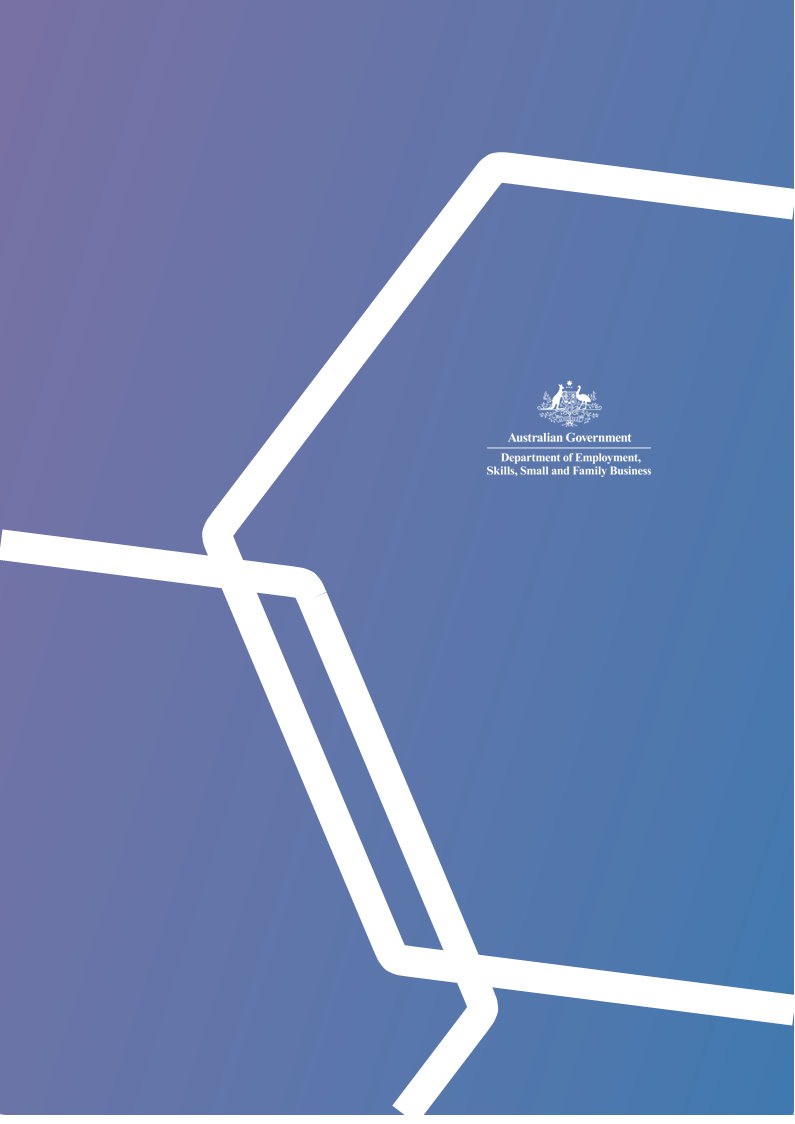 Australian Government
Department of Employment,
Skills, Small and Family Business